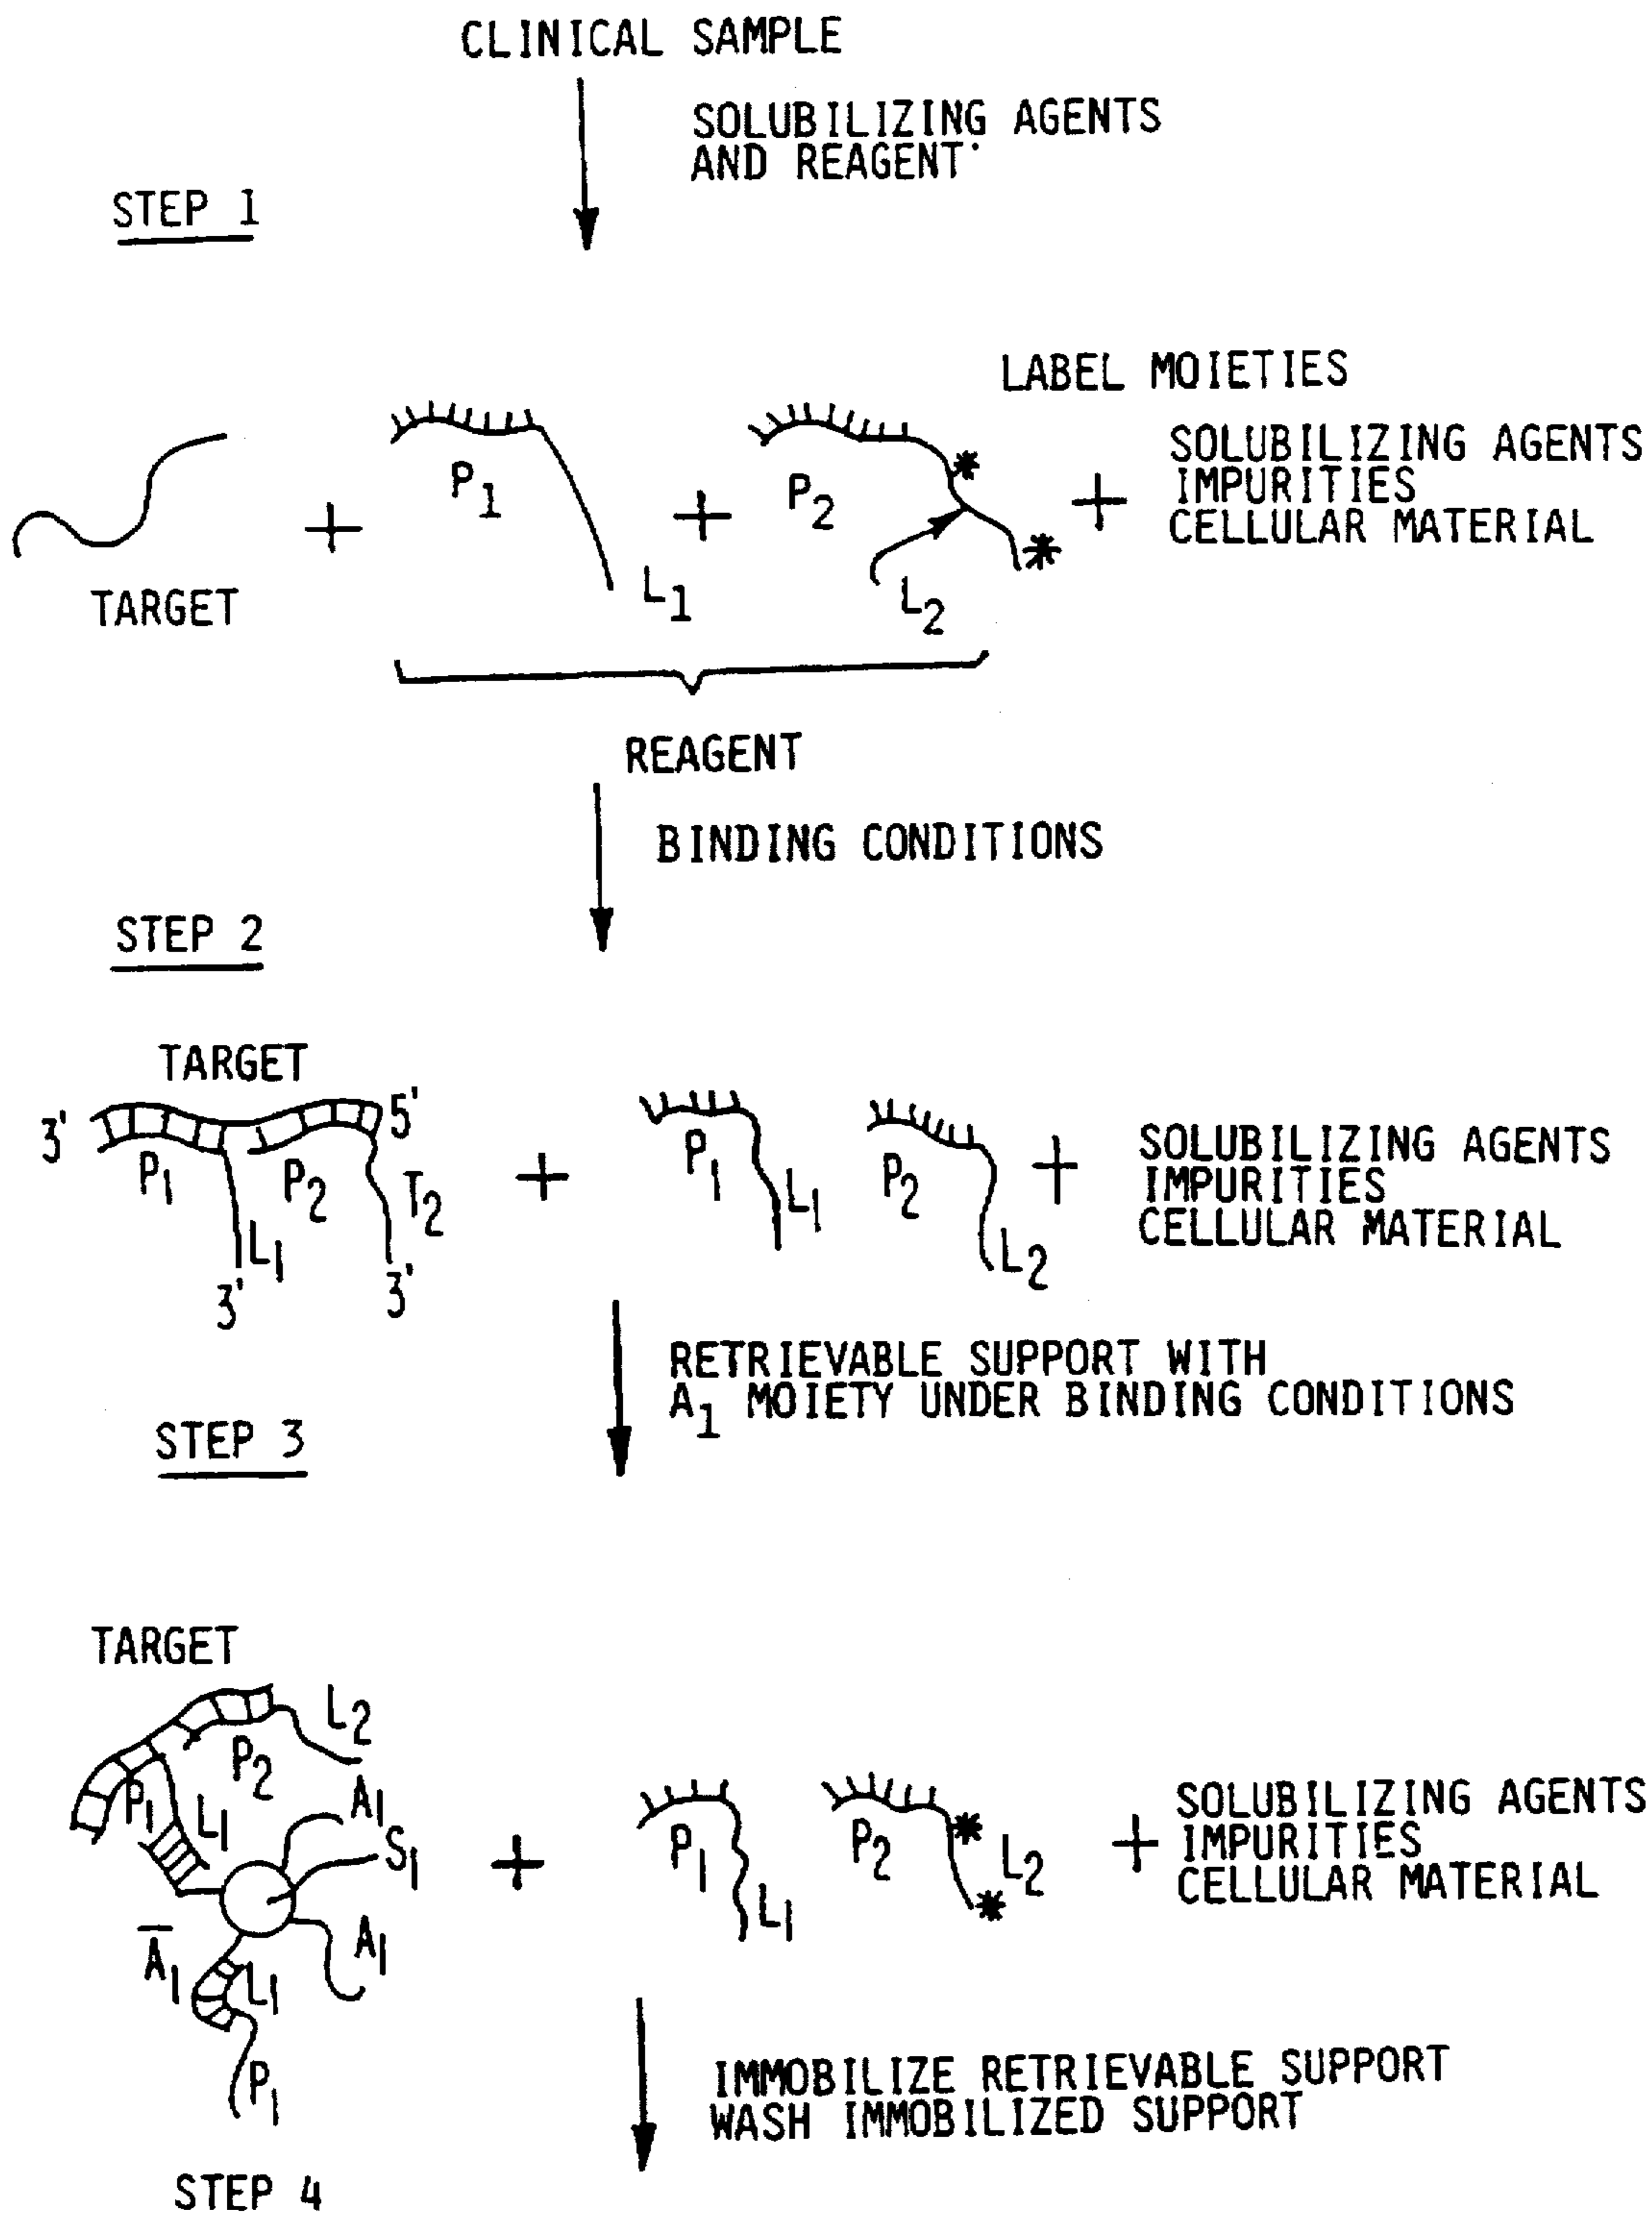 CLINICAL SAMPLE
SOLUBILIZING AGENTS
AND REAGENT
STEP 1
LABEL MOIETIES
SOLUBILIZING AGENTS
IMPURITIES
CELLULAR MATERIAL
P1
+
P2
+
+
*
*
L1
L2
TARGET
REAGENT
BINDING CONDITIONS
STEP 2
TARGET
3'
5'
P1
P2
T2
L1
3'
3'
+
P1
L1
P2
L2
+
SOLUBILIZING AGENTS
IMPURITIES
CELLULAR MATERIAL
RETRIEVABLE SUPPORT WITH
A1 MOIETY UNDER BINDING CONDITIONS
STEP 3
TARGET
L2
P2
P1
L1
A1
S1
A1
A̅1
L1
P1
+
P1
L1
P2
*
L2
*
+
SOLUBILIZING AGENTS
IMPURITIES
CELLULAR MATERIAL
IMMOBILIZE RETRIEVABLE SUPPORT
WASH IMMOBILIZED SUPPORT
STEP 4